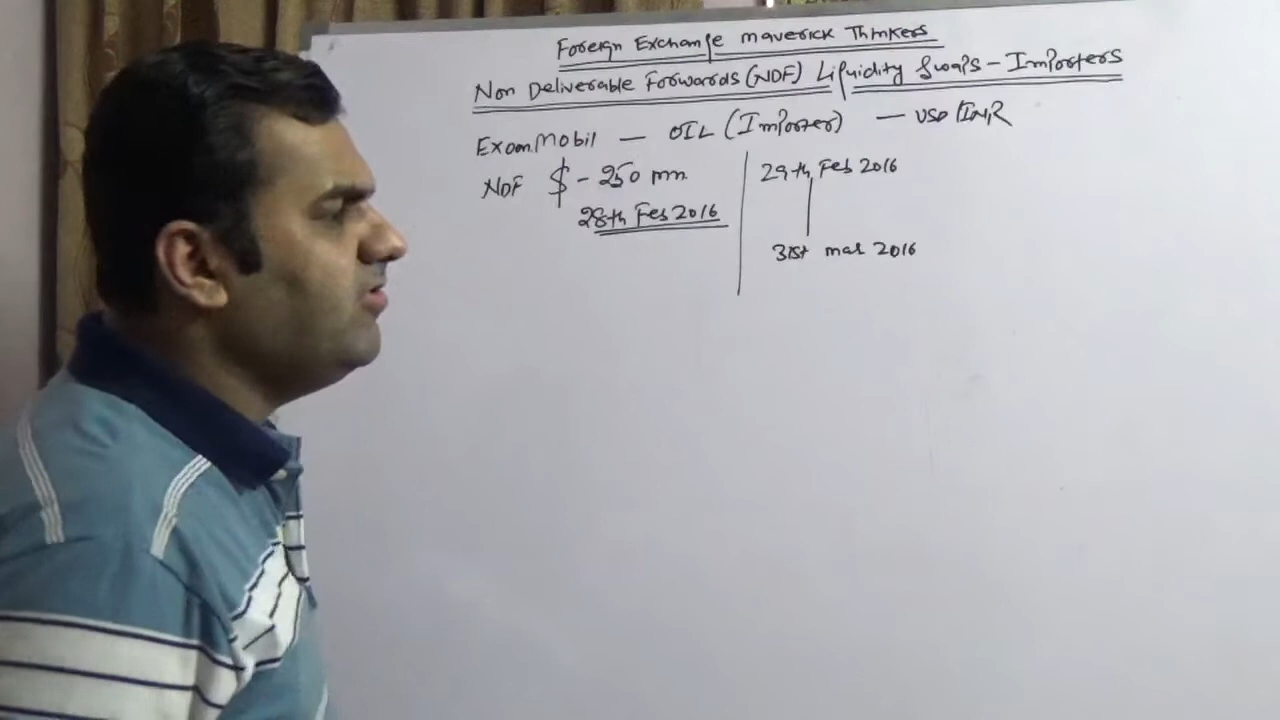 Foreign Exchange maverick Thinkers
Non Deliverable Forwards (NDF) Liquidity Swaps - Importers
ExonMobil — OIL (Importer) — USD/INR
NDF $ - 250 mn
28th Feb 2016
29th Feb 2016
31st mar 2016